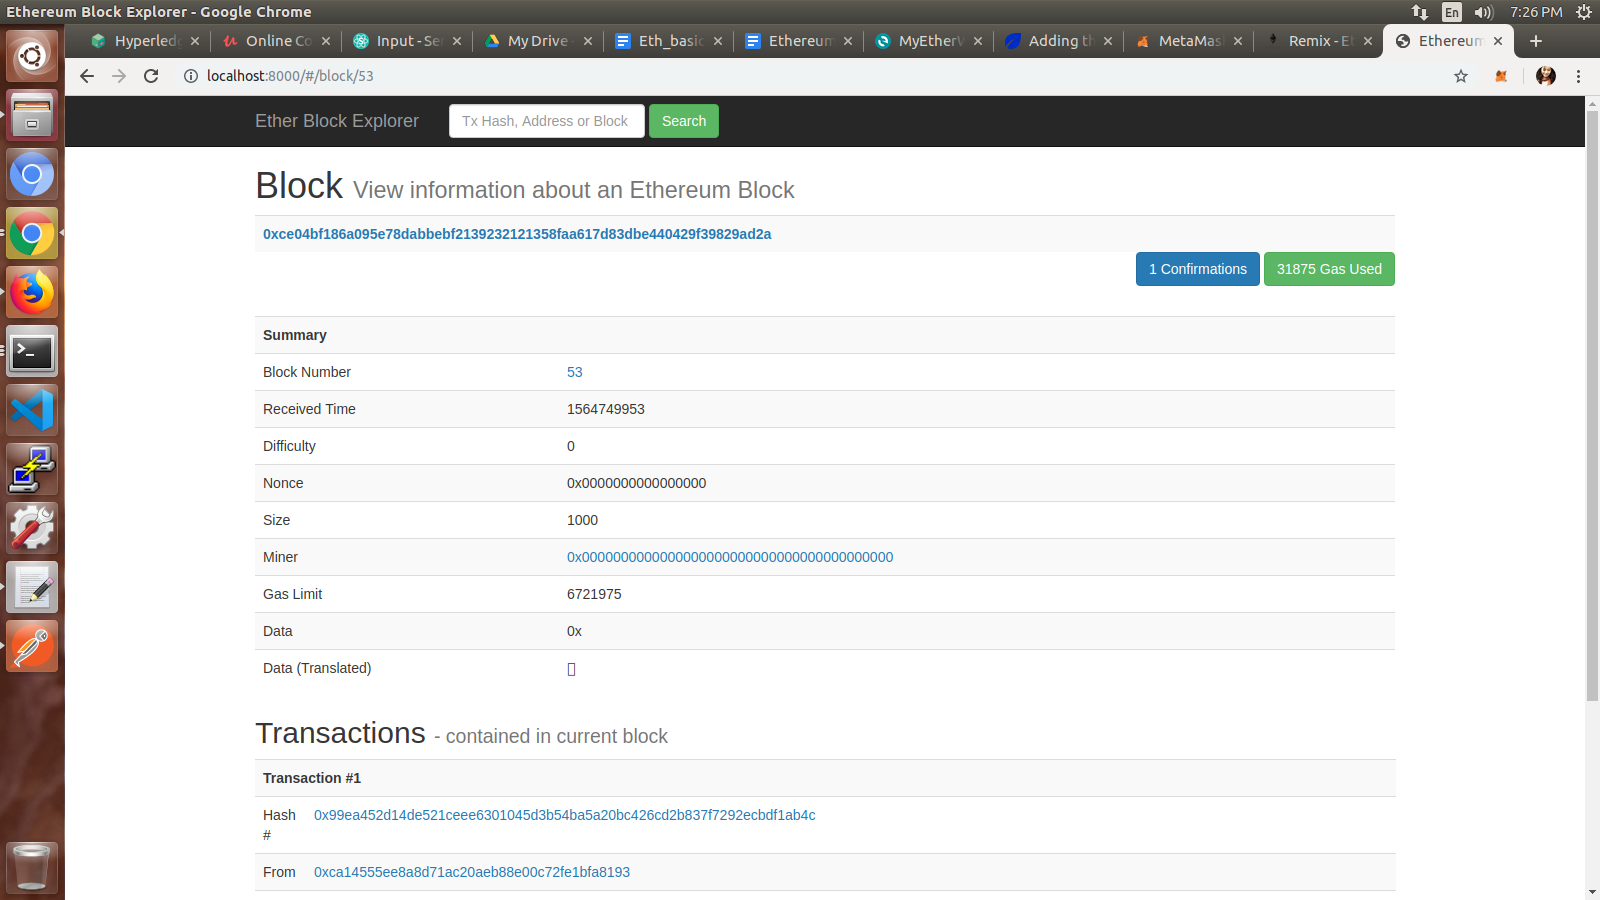 Ethereum Block Explorer - Google Chrome
En
7:26 PM
Hyperled
Online Co
Input - Se
My Drive
Eth_basi
Ethereum
MyEther
Adding th
MetaMas
Remix - E
Ethereum
localhost:8000/#/block/53
Ether Block Explorer
Tx Hash, Address or Block
Search
Block View information about an Ethereum Block
0xce04bf186a095e78dabbebf2139232121358faa617d83dbe440429f39829ad2a
1 Confirmations
31875 Gas Used
Summary
Block Number 53
Received Time 1564749953
Difficulty 0
Nonce 0x0000000000000000
Size 1000
Miner 0x0000000000000000000000000000000000000000
Gas Limit 6721975
Data 0x
Data (Translated)
Transactions - contained in current block
Transaction #1
Hash # 0x99ea452d14de521ceee6301045d3b54ba5a20bc426cd2b837f7292ecbdf1ab4c
From 0xca14555ee8a8d71ac20aeb88e00c72fe1bfa8193